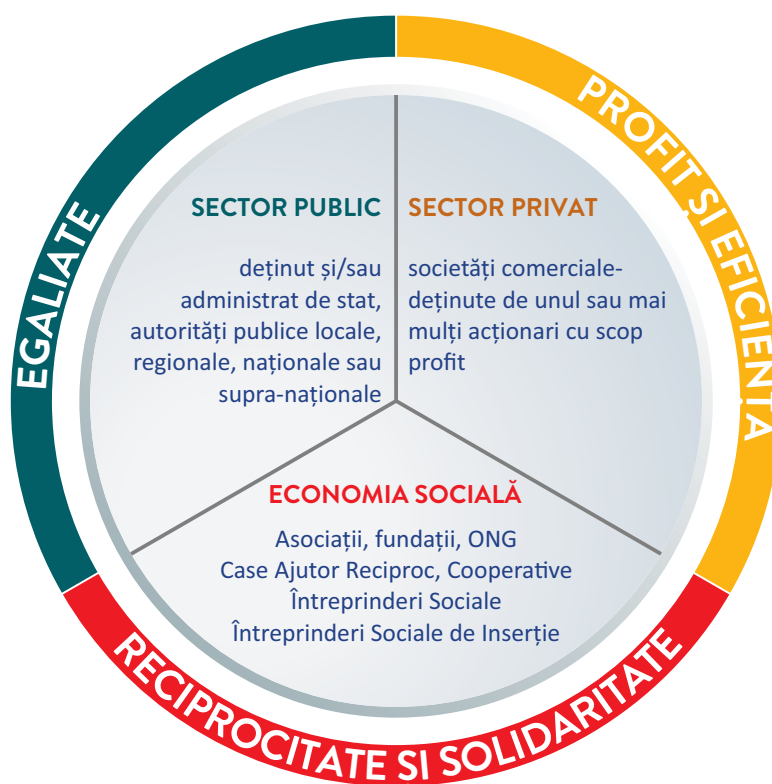 EGALIATE
PROFIT ȘI EFICIENȚA
SECTOR PUBLIC
deținut și/sau
administrat de stat,
autorități publice locale,
regionale, naționale sau
supra-naționale
SECTOR PRIVAT
societăți comerciale-
deținute de unul sau mai
mulți acționari cu scop
profit
ECONOMIA SOCIALĂ
Asociații, fundații, ONG
Case Ajutor Reciproc, Cooperative
Întreprinderi Sociale
Întreprinderi Sociale de Inserție
RECIPROCITATE SI SOLIDARITATE